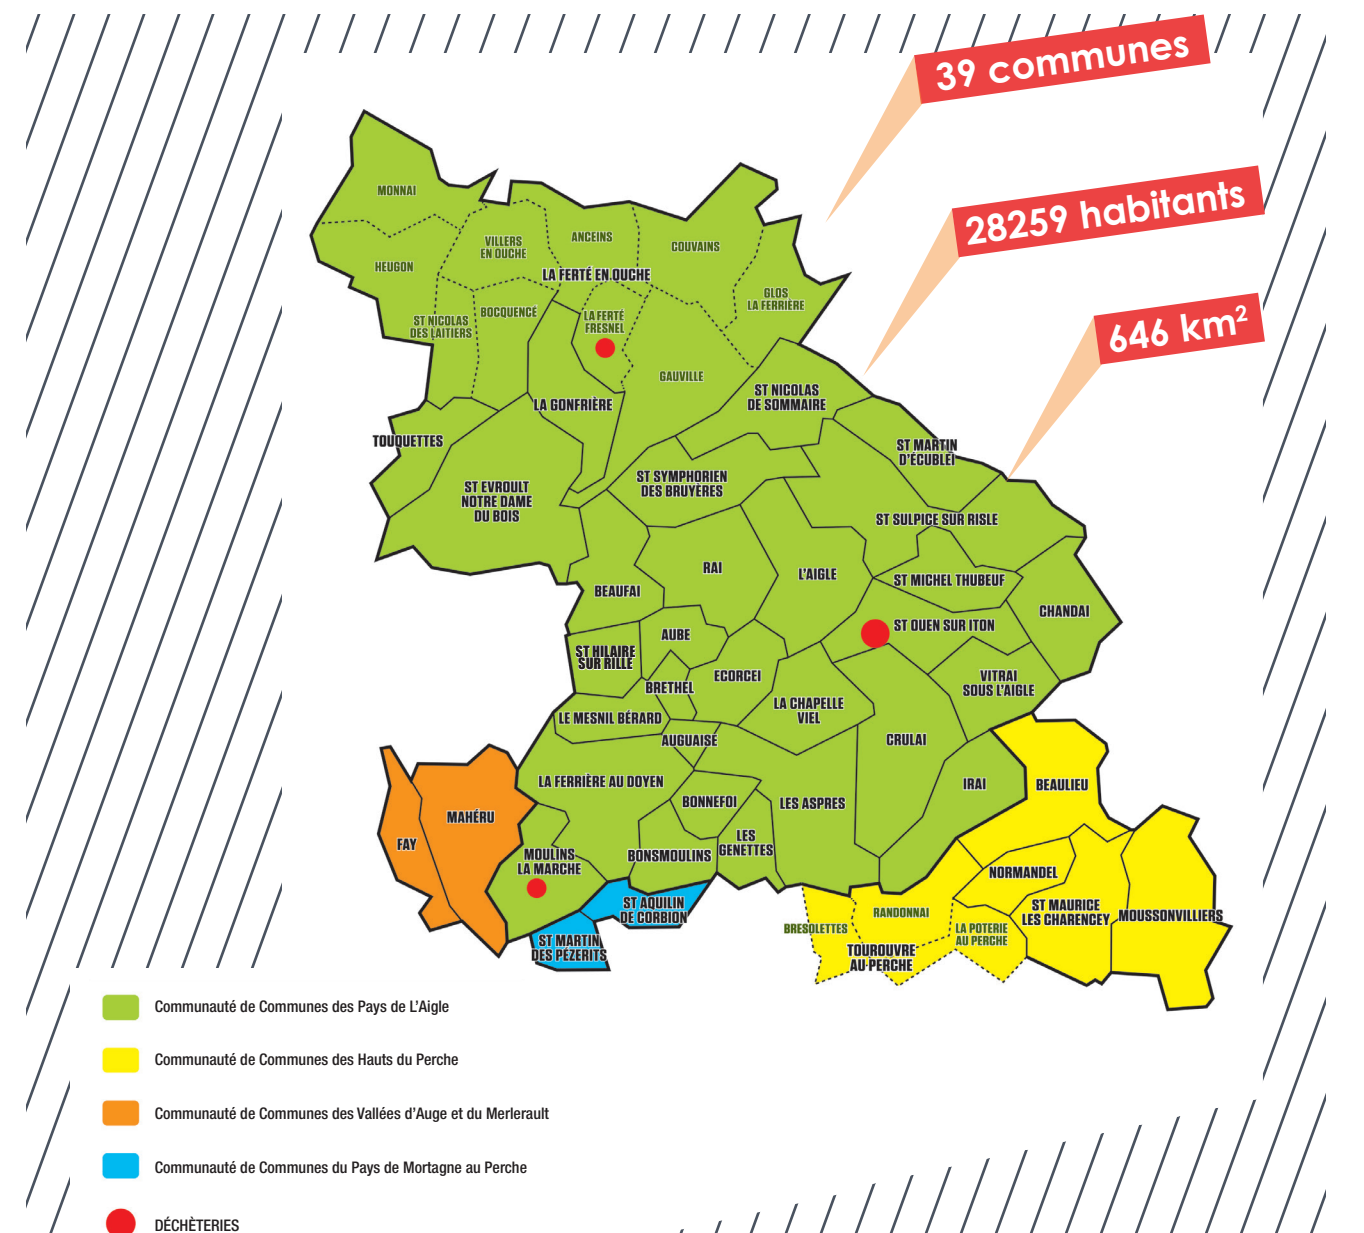 39 communes
28259 habitants
646 km²
MONNAI
HEUGON
VILLERS
EN OUCHE
ANCEINS
COUVAINS
LA FERTÉ EN OUCHE
GLOS
LA FERRIÈRE
ST NICOLAS
DES LAITIERS
BOCQUENCÉ
LA FERTÉ
FRESNEL
GAUVILLE
ST NICOLAS
DE SOMMAIRE
LA GONFRIÈRE
TOUQUETTES
ST MARTIN
D'ÉCUBLEÏ
ST EVROULT
NOTRE DAME
DU BOIS
ST SYMPHORIEN
DES BRUYÈRES
ST SULPICE SUR RISLE
RAI
L'AIGLE
ST MICHEL THUBEUF
BEAUFAI
CHANDAI
ST OUEN SUR ITON
AUBE
ST HILAIRE
SUR RILLE
ECORCEI
VITRAI
SOUS L'AIGLE
BRETHEL
LA CHAPELLE
VIEL
LE MESNIL BÉRARD
AUGUAISE
CRULAI
LA FERRIÈRE AU DOYEN
IRAI
BEAULIEU
BONNEFOI
LES ASPRES
MAHÉRU
FAY
LES
GENETTES
MOULINS
LA MARCHE
BONSMOULINS
NORMANDEL
ST AQUILIN
DE CORBION
ST MAURICE
LES CHARENCEY
MOUSSONVILLIERS
RANDONNAI
BRESOLETTES
LA POTERIE
AU PERCHE
TOUROUVRE
AU PERCHE
ST MARTIN
DES PÉZERITS
Communauté de Communes des Pays de L'Aigle
Communauté de Communes des Hauts du Perche
Communauté de Communes des Vallées d'Auge et du Merlerault
Communauté de Communes du Pays de Mortagne au Perche
DÉCHÈTERIES